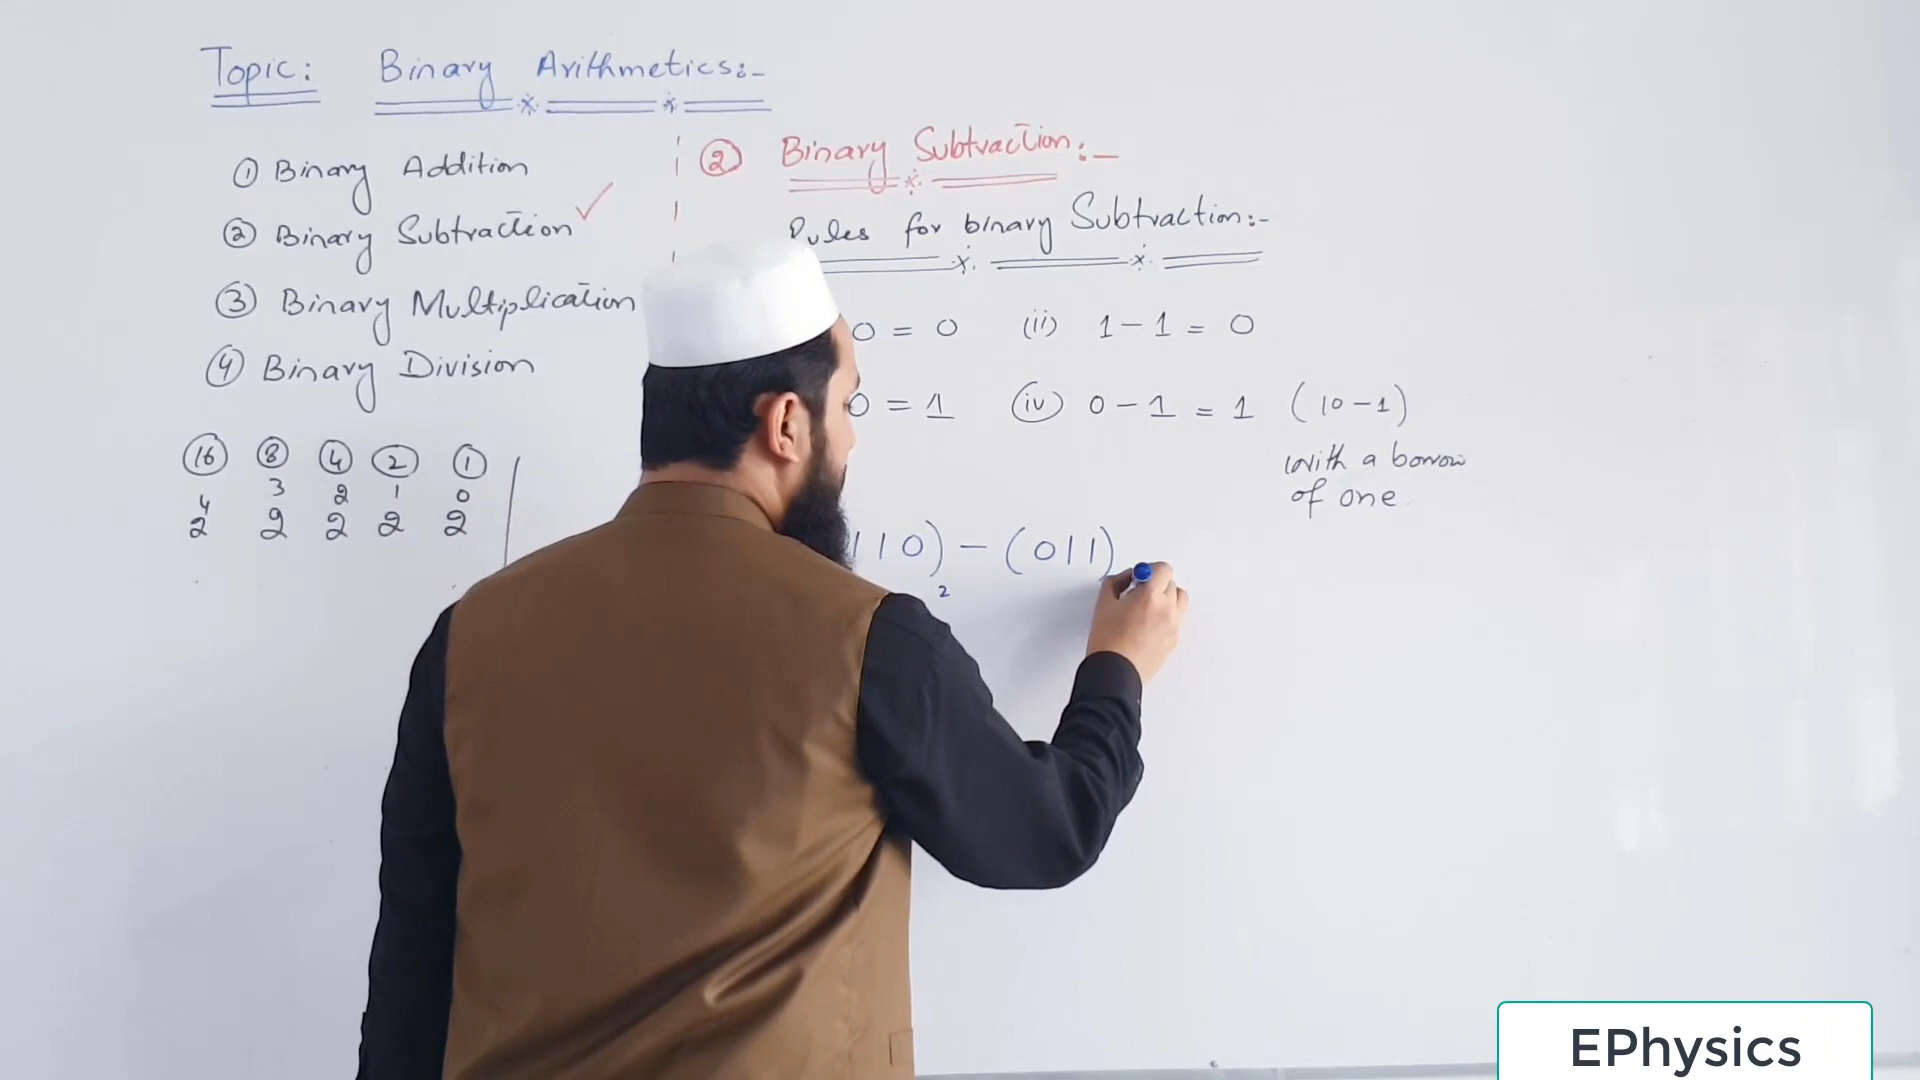 Topic: Binary Arithmetics:-
① Binary Addition
② Binary Subtraction ✓
③ Binary Multiplication
④ Binary Division
⑯ ⑧ ④ ② ①
4 3 2 1 0
2 2 2 2 2
② Binary Subtraction:-
Rules for binary Subtraction:-
0 = 0 (ii) 1 - 1 = 0
0 = 1 (iv) 0 - 1 = 1 (10 - 1)
with a borrow
of one.
110)₂ - (011)
EPhysics